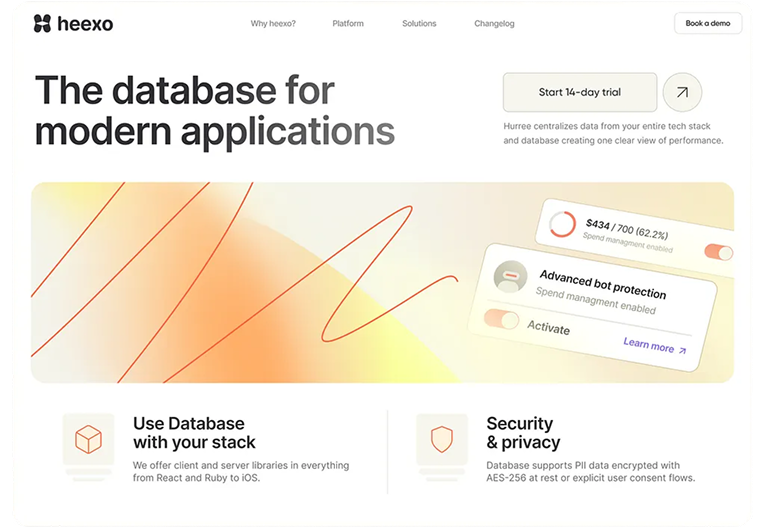 heexo
Why heexo?
Platform
Solutions
Changelog
Book a demo
The database for
modern applications
Start 14-day trial
Hurree centralizes data from your entire tech stack
and database creating one clear view of performance.
$434 / 700 (62.2%)
Spend managment enabled
Advanced bot protection
Spend managment enabled
Activate
Learn more
Use Database
with your stack
We offer client and server libraries in everything
from React and Ruby to iOS.
Security
& privacy
Database supports PII data encrypted with
AES-256 at rest or explicit user consent flows.